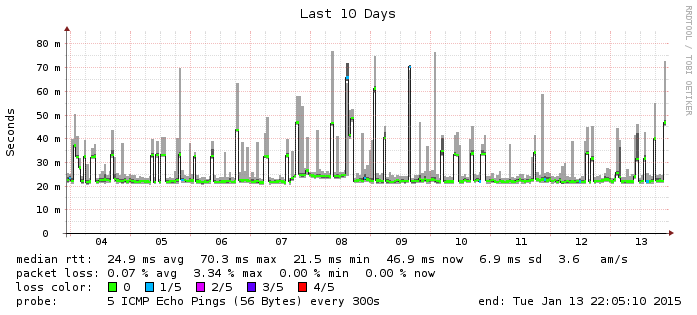 Last 10 Days
RRDTOOL / TOBI OETIKER
Seconds
80 m
70 m
60 m
50 m
40 m
30 m
20 m
10 m
0
04 05 06 07 08 09 10 11 12 13
median rtt: 24.9 ms avg 70.3 ms max 21.5 ms min 46.9 ms now 6.9 ms sd 3.6 am/s
packet loss: 0.07 % avg 3.34 % max 0.00 % min 0.00 % now
loss color: 0 1/5 2/5 3/5 4/5
probe: 5 ICMP Echo Pings (56 Bytes) every 300s end: Tue Jan 13 22:05:10 2015